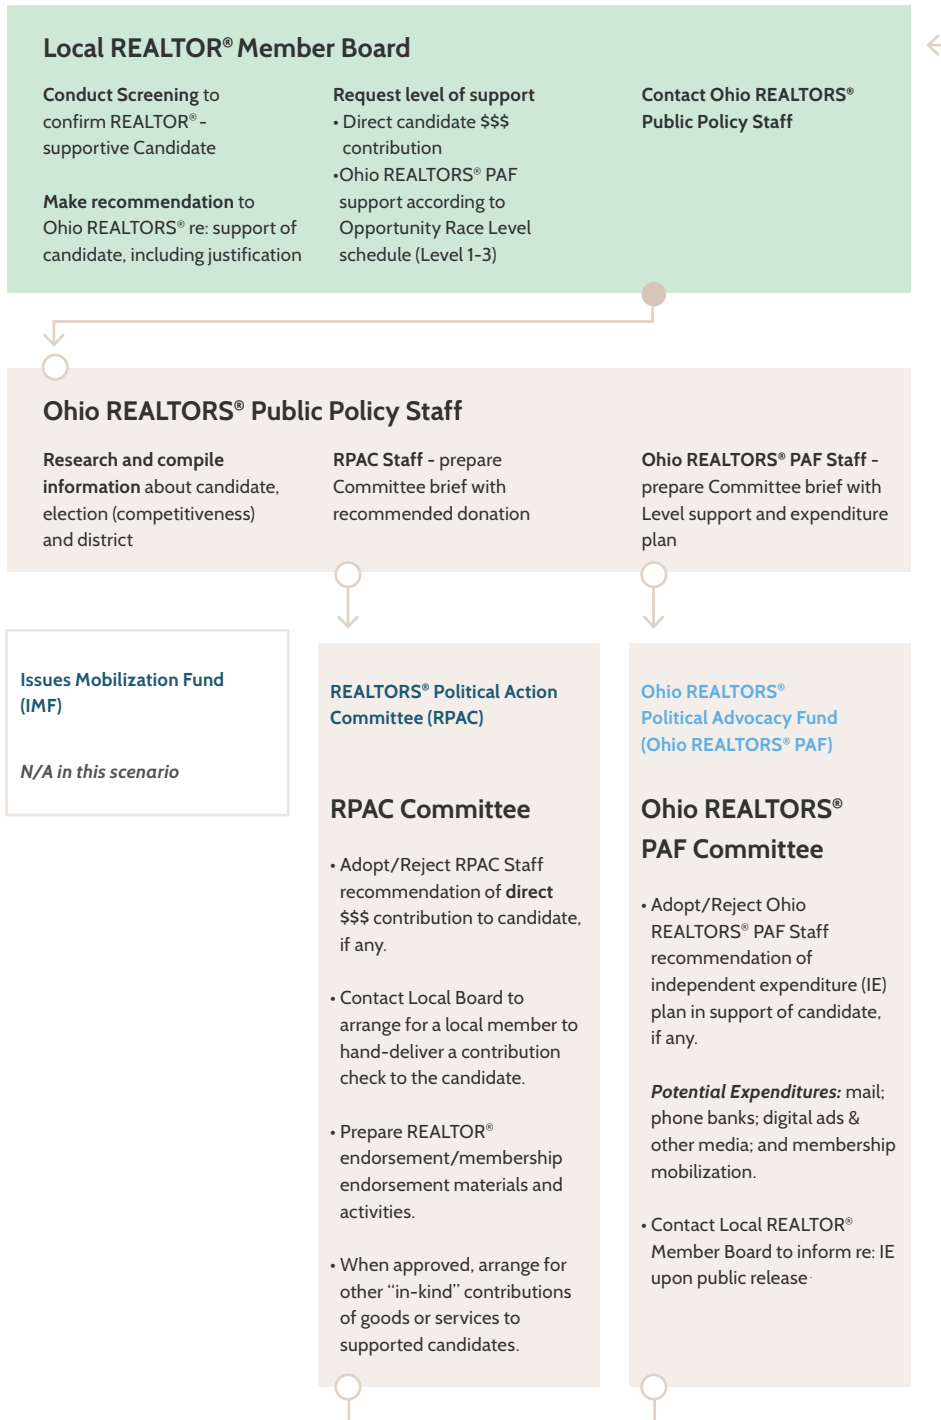 Local REALTOR® Member Board
Conduct Screening to
confirm REALTOR® -
supportive Candidate
Make recommendation to
Ohio REALTORS® re: support of
candidate, including justification
Request level of support
• Direct candidate $$$
contribution
•Ohio REALTORS® PAF
support according to
Opportunity Race Level
schedule (Level 1-3)
Contact Ohio REALTORS®
Public Policy Staff
Ohio REALTORS® Public Policy Staff
Research and compile
information about candidate,
election (competitiveness)
and district
RPAC Staff - prepare
Committee brief with
recommended donation
Ohio REALTORS® PAF Staff -
prepare Committee brief with
Level support and expenditure
plan
Issues Mobilization Fund
(IMF)
N/A in this scenario
REALTORS® Political Action
Committee (RPAC)
RPAC Committee
• Adopt/Reject RPAC Staff
recommendation of direct
$$$ contribution to candidate,
if any.
• Contact Local Board to
arrange for a local member to
hand-deliver a contribution
check to the candidate.
• Prepare REALTOR®
endorsement/membership
endorsement materials and
activities.
• When approved, arrange for
other “in-kind” contributions
of goods or services to
supported candidates.
Ohio REALTORS®
Political Advocacy Fund
(Ohio REALTORS® PAF)
Ohio REALTORS®
PAF Committee
• Adopt/Reject Ohio
REALTORS® PAF Staff
recommendation of
independent expenditure (IE)
plan in support of candidate,
if any.
Potential Expenditures: mail;
phone banks; digital ads &
other media; and membership
mobilization.
• Contact Local REALTOR®
Member Board to inform re: IE
upon public release